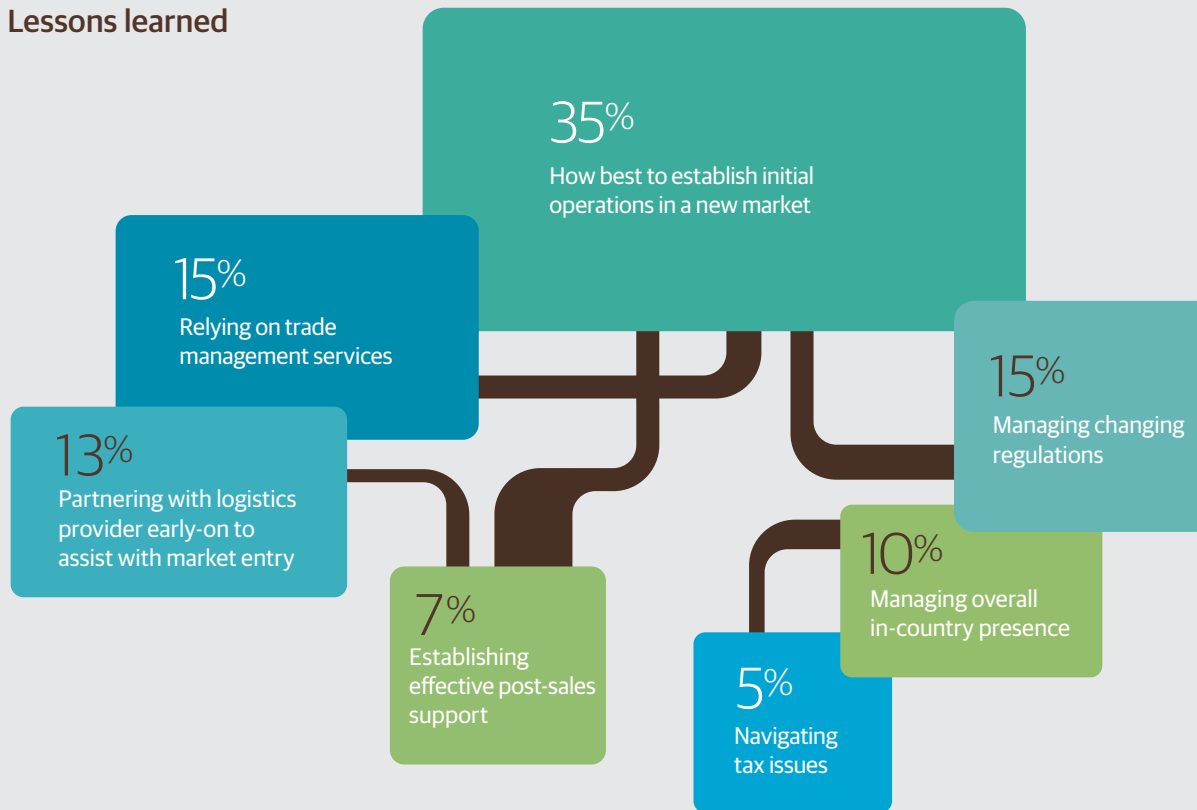 Lessons learned
35%
How best to establish initial
operations in a new market
15%
Relying on trade
management services
15%
Managing changing
regulations
13%
Partnering with logistics
provider early-on to
assist with market entry
10%
Managing overall
in-country presence
7%
Establishing
effective post-sales
support
5%
Navigating
tax issues